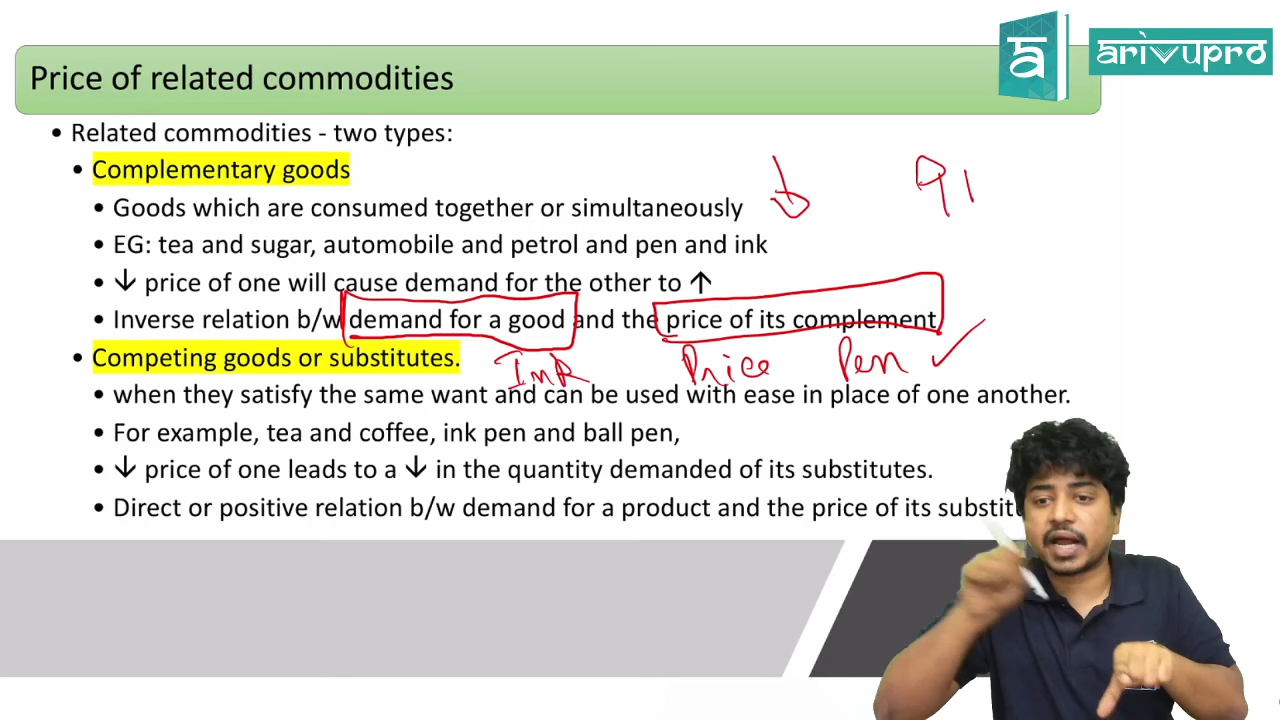 arivupro
Price of related commodities
• Related commodities - two types:
• Complementary goods
• Goods which are consumed together or simultaneously
• EG: tea and sugar, automobile and petrol and pen and ink
• ↓ price of one will cause demand for the other to ↑
• Inverse relation b/w demand for a good and the price of its complement
Ink Price Pen ✓
• Competing goods or substitutes.
• when they satisfy the same want and can be used with ease in place of one another.
• For example, tea and coffee, ink pen and ball pen,
• ↓ price of one leads to a ↓ in the quantity demanded of its substitutes.
• Direct or positive relation b/w demand for a product and the price of its substitu